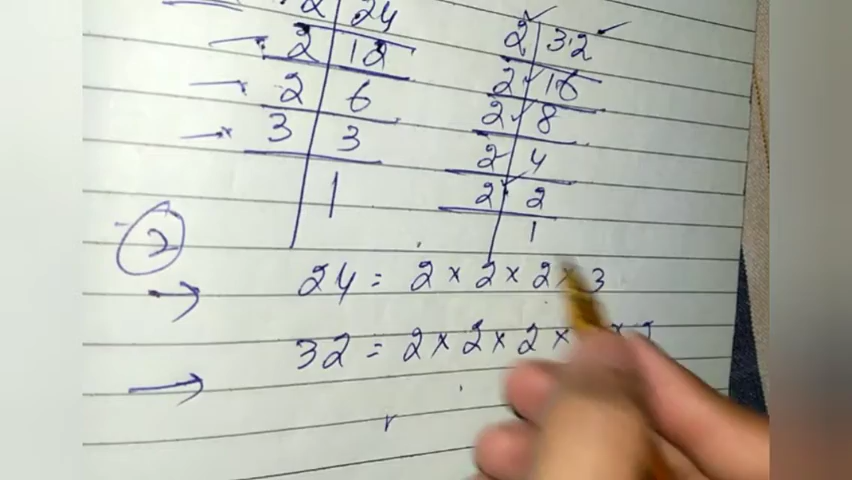 2 | 24
2 | 12
2 | 6
3 | 3
1
2 | 32
2 | 16
2 | 8
2 | 4
2 | 2
1
2
24 = 2 × 2 × 2 × 3
32 = 2 × 2 × 2 ×